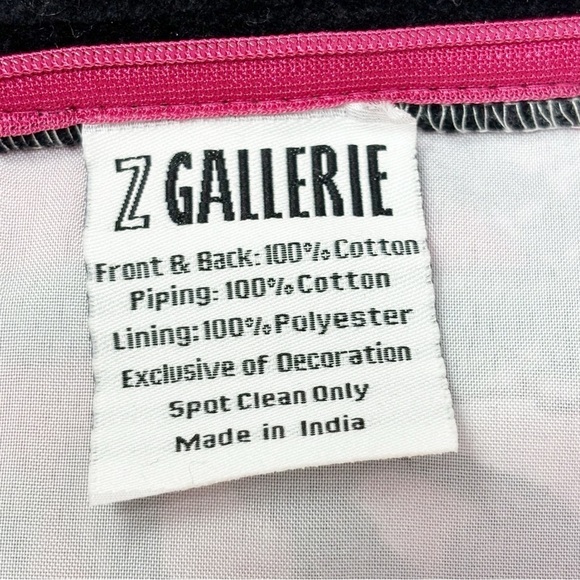 Z GALLERIE
Front & Back: 100% Cotton
Piping: 100% Cotton
Lining: 100% Polyester
Exclusive of Decoration
Spot Clean Only
Made in India